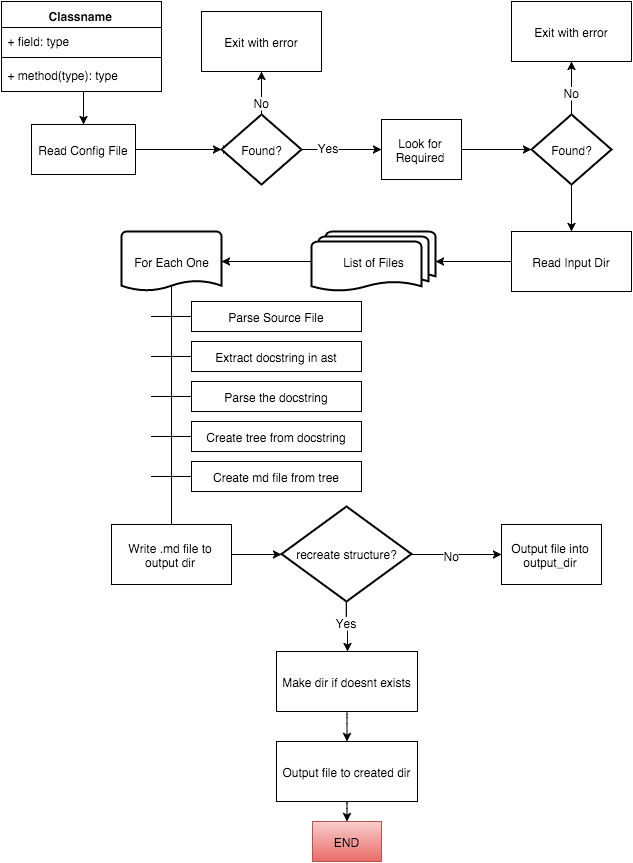 Classname
+ field: type
+ method(type): type
Exit with error
Exit with error
No
No
Read Config File
Found?
Yes
Look for
Required
Found?
For Each One
List of Files
Read Input Dir
Parse Source File
Extract docstring in ast
Parse the docstring
Create tree from docstring
Create md file from tree
Write .md file to
output dir
recreate structure?
No
Output file into
output_dir
Yes
Make dir if doesnt exists
Output file to created dir
END